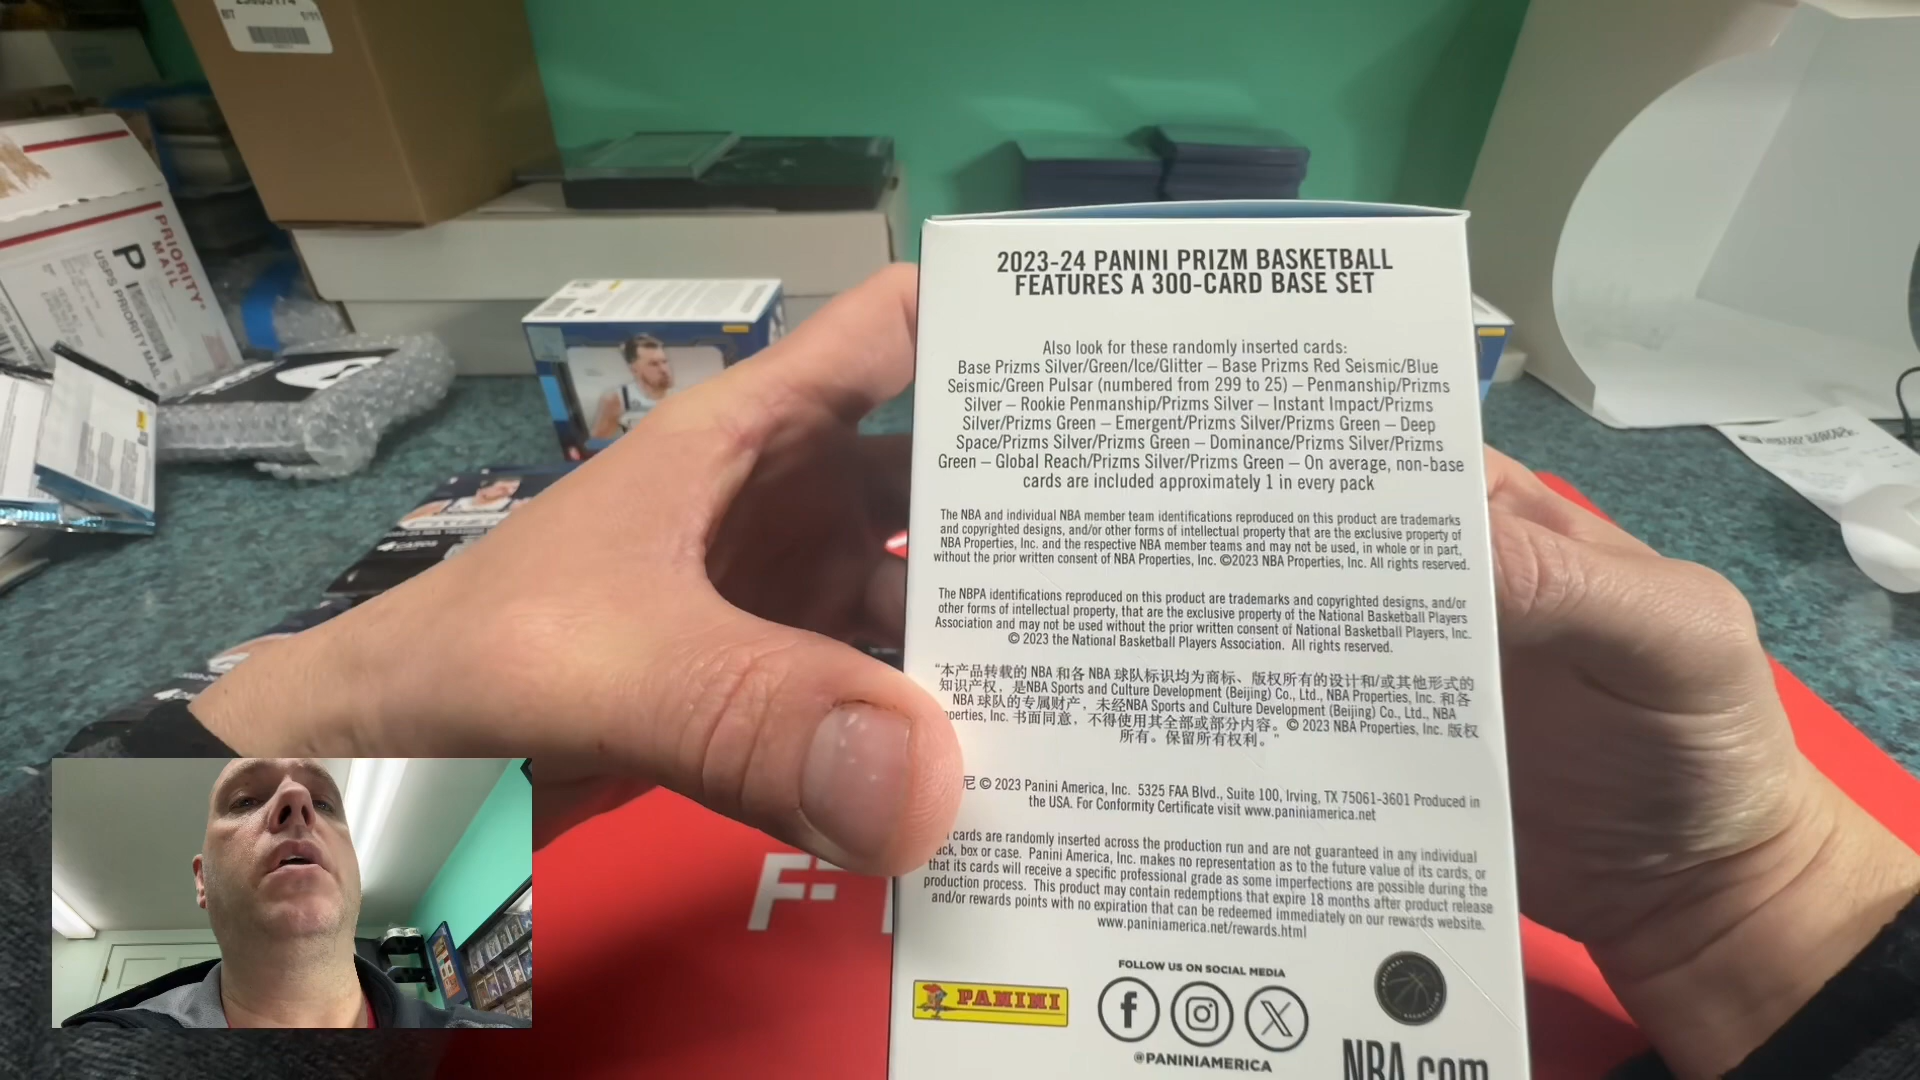 PRIORITY
MAIL
P
USPS PRIORITY MAIL
2023-24 PANINI PRIZM BASKETBALL
FEATURES A 300-CARD BASE SET
Also look for these randomly inserted cards:
Base Prizms Silver/Green/Ice/Glitter – Base Prizms Red Seismic/Blue
Seismic/Green Pulsar (numbered from 299 to 25) – Penmanship/Prizms
Silver – Rookie Penmanship/Prizms Silver – Instant Impact/Prizms
Silver/Prizms Green – Emergent/Prizms Silver/Prizms Green – Deep
Space/Prizms Silver/Prizms Green – Dominance/Prizms Silver/Prizms
Green – Global Reach/Prizms Silver/Prizms Green – On average, non-base
cards are included approximately 1 in every pack
The NBA and individual NBA member team identifications reproduced on this product are trademarks
and copyrighted designs, and/or other forms of intellectual property that are the exclusive property of
NBA Properties, Inc. and the respective NBA member teams and may not be used, in whole or in part,
without the prior written consent of NBA Properties, Inc. ©2023 NBA Properties, Inc. All rights reserved.
The NBPA identifications reproduced on this product are trademarks and copyrighted designs, and/or
other forms of intellectual property, that are the exclusive property of the National Basketball Players
Association and may not be used without the prior written consent of National Basketball Players, Inc.
© 2023 the National Basketball Players Association. All rights reserved.
“本产品转载的 NBA 和各 NBA 球队标识均为商标、版权所有的设计和/或其他形式的
知识产权，是NBA Sports and Culture Development (Beijing) Co., Ltd., NBA Properties, Inc. 和各
NBA 球队的专属财产，未经NBA Sports and Culture Development (Beijing) Co., Ltd., NBA
operties, Inc. 书面同意，不得使用其全部或部分内容。© 2023 NBA Properties, Inc. 版权
所有。保留所有权利。”
尼 © 2023 Panini America, Inc. 5325 FAA Blvd., Suite 100, Irving, TX 75061-3601 Produced in
the USA. For Conformity Certificate visit www.paniniamerica.net
cards are randomly inserted across the production run and are not guaranteed in any individual
ack, box or case. Panini America, Inc. makes no representation as to the future value of its cards, or
that its cards will receive a specific professional grade as some imperfections are possible during the
production process. This product may contain redemptions that expire 18 months after product release
and/or rewards points with no expiration that can be redeemed immediately on our rewards website.
www.paniniamerica.net/rewards.html
FOLLOW US ON SOCIAL MEDIA
PANINI
@PANINIAMERICA
NBA.com